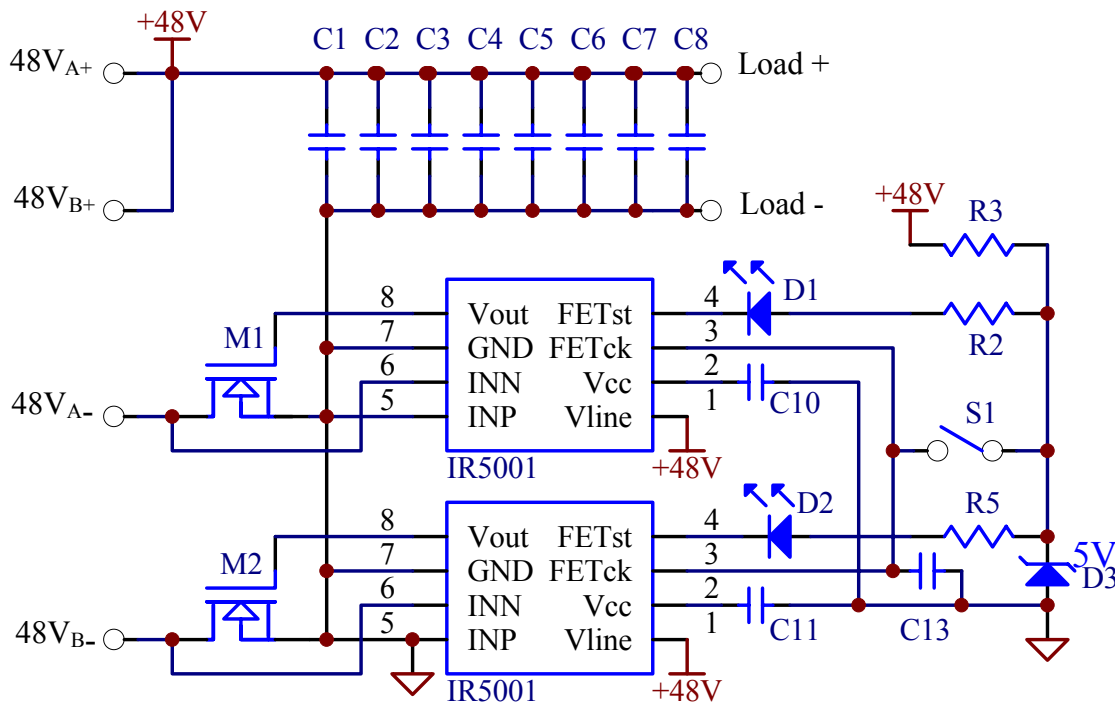 +48V
C1 C2 C3 C4 C5 C6 C7 C8
48VA+
Load +
48VB+
Load -
+48V
R3
8 Vout FETst 4 D1
M1
7 GND FETck 3
R2
6 INN Vcc 2
48VA-
5 INP Vline 1 C10
S1
IR5001
+48V
8 Vout FETst 4 D2
R5
M2
7 GND FETck 3
5V
D3
6 INN Vcc 2
48VB-
5 INP Vline 1 C11
C13
IR5001
+48V